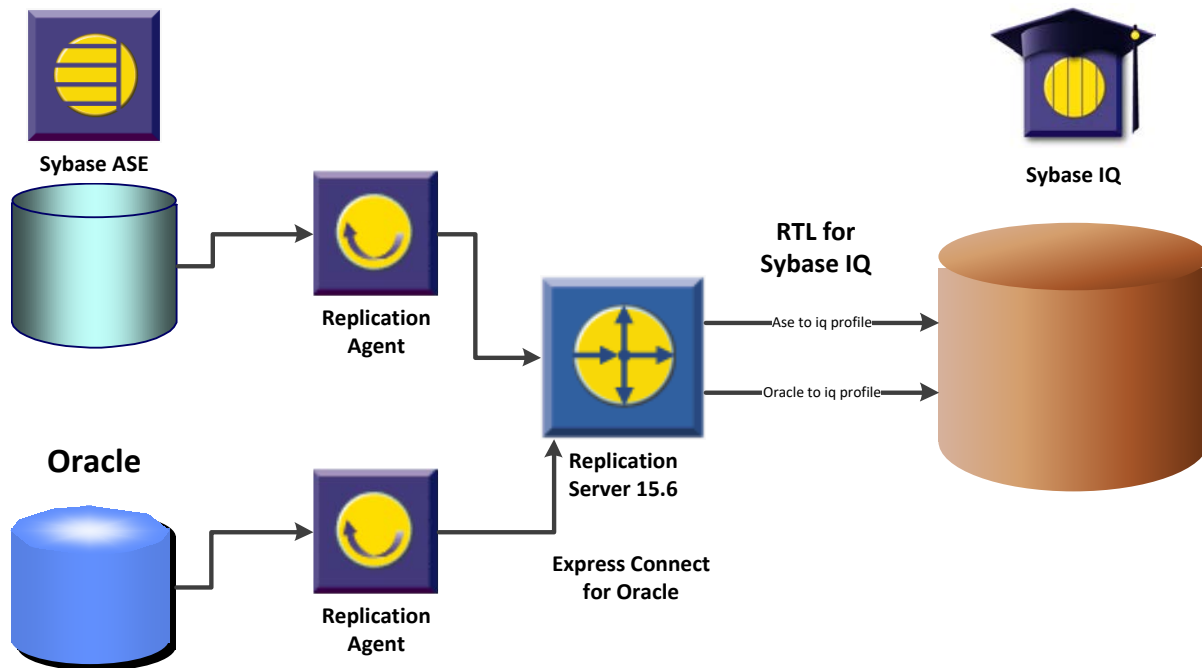 Sybase ASE
Sybase IQ
Replication
Agent
RTL for
Sybase IQ
Ase to iq profile
Oracle to iq profile
Oracle
Replication
Server 15.6
Replication
Agent
Express Connect
for Oracle